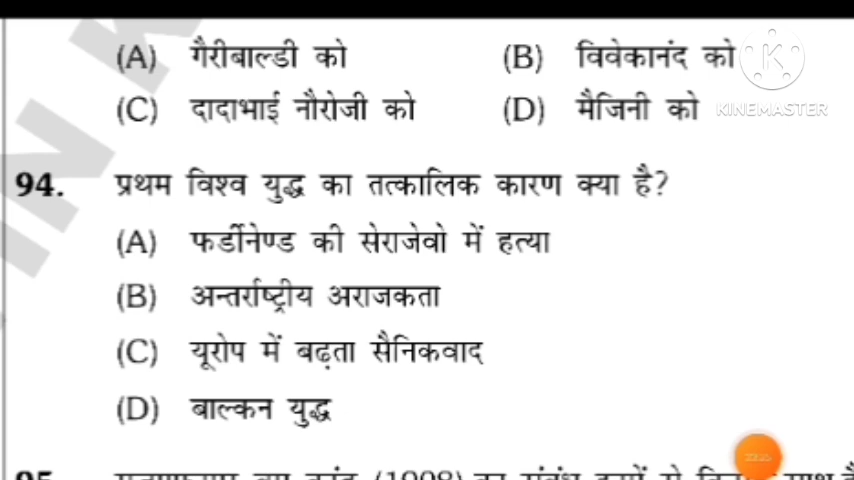 (A) गैरीबाल्डी को (B) विवेकानंद को
(C) दादाभाई नौरोजी को (D) मैजिनी को
KINEMASTER
94. प्रथम विश्व युद्ध का तत्कालिक कारण क्या है?
(A) फर्डीनेण्ड की सेराजेवो में हत्या
(B) अन्तर्राष्ट्रीय अराजकता
(C) यूरोप में बढ़ता सैनिकवाद
(D) बाल्कन युद्ध